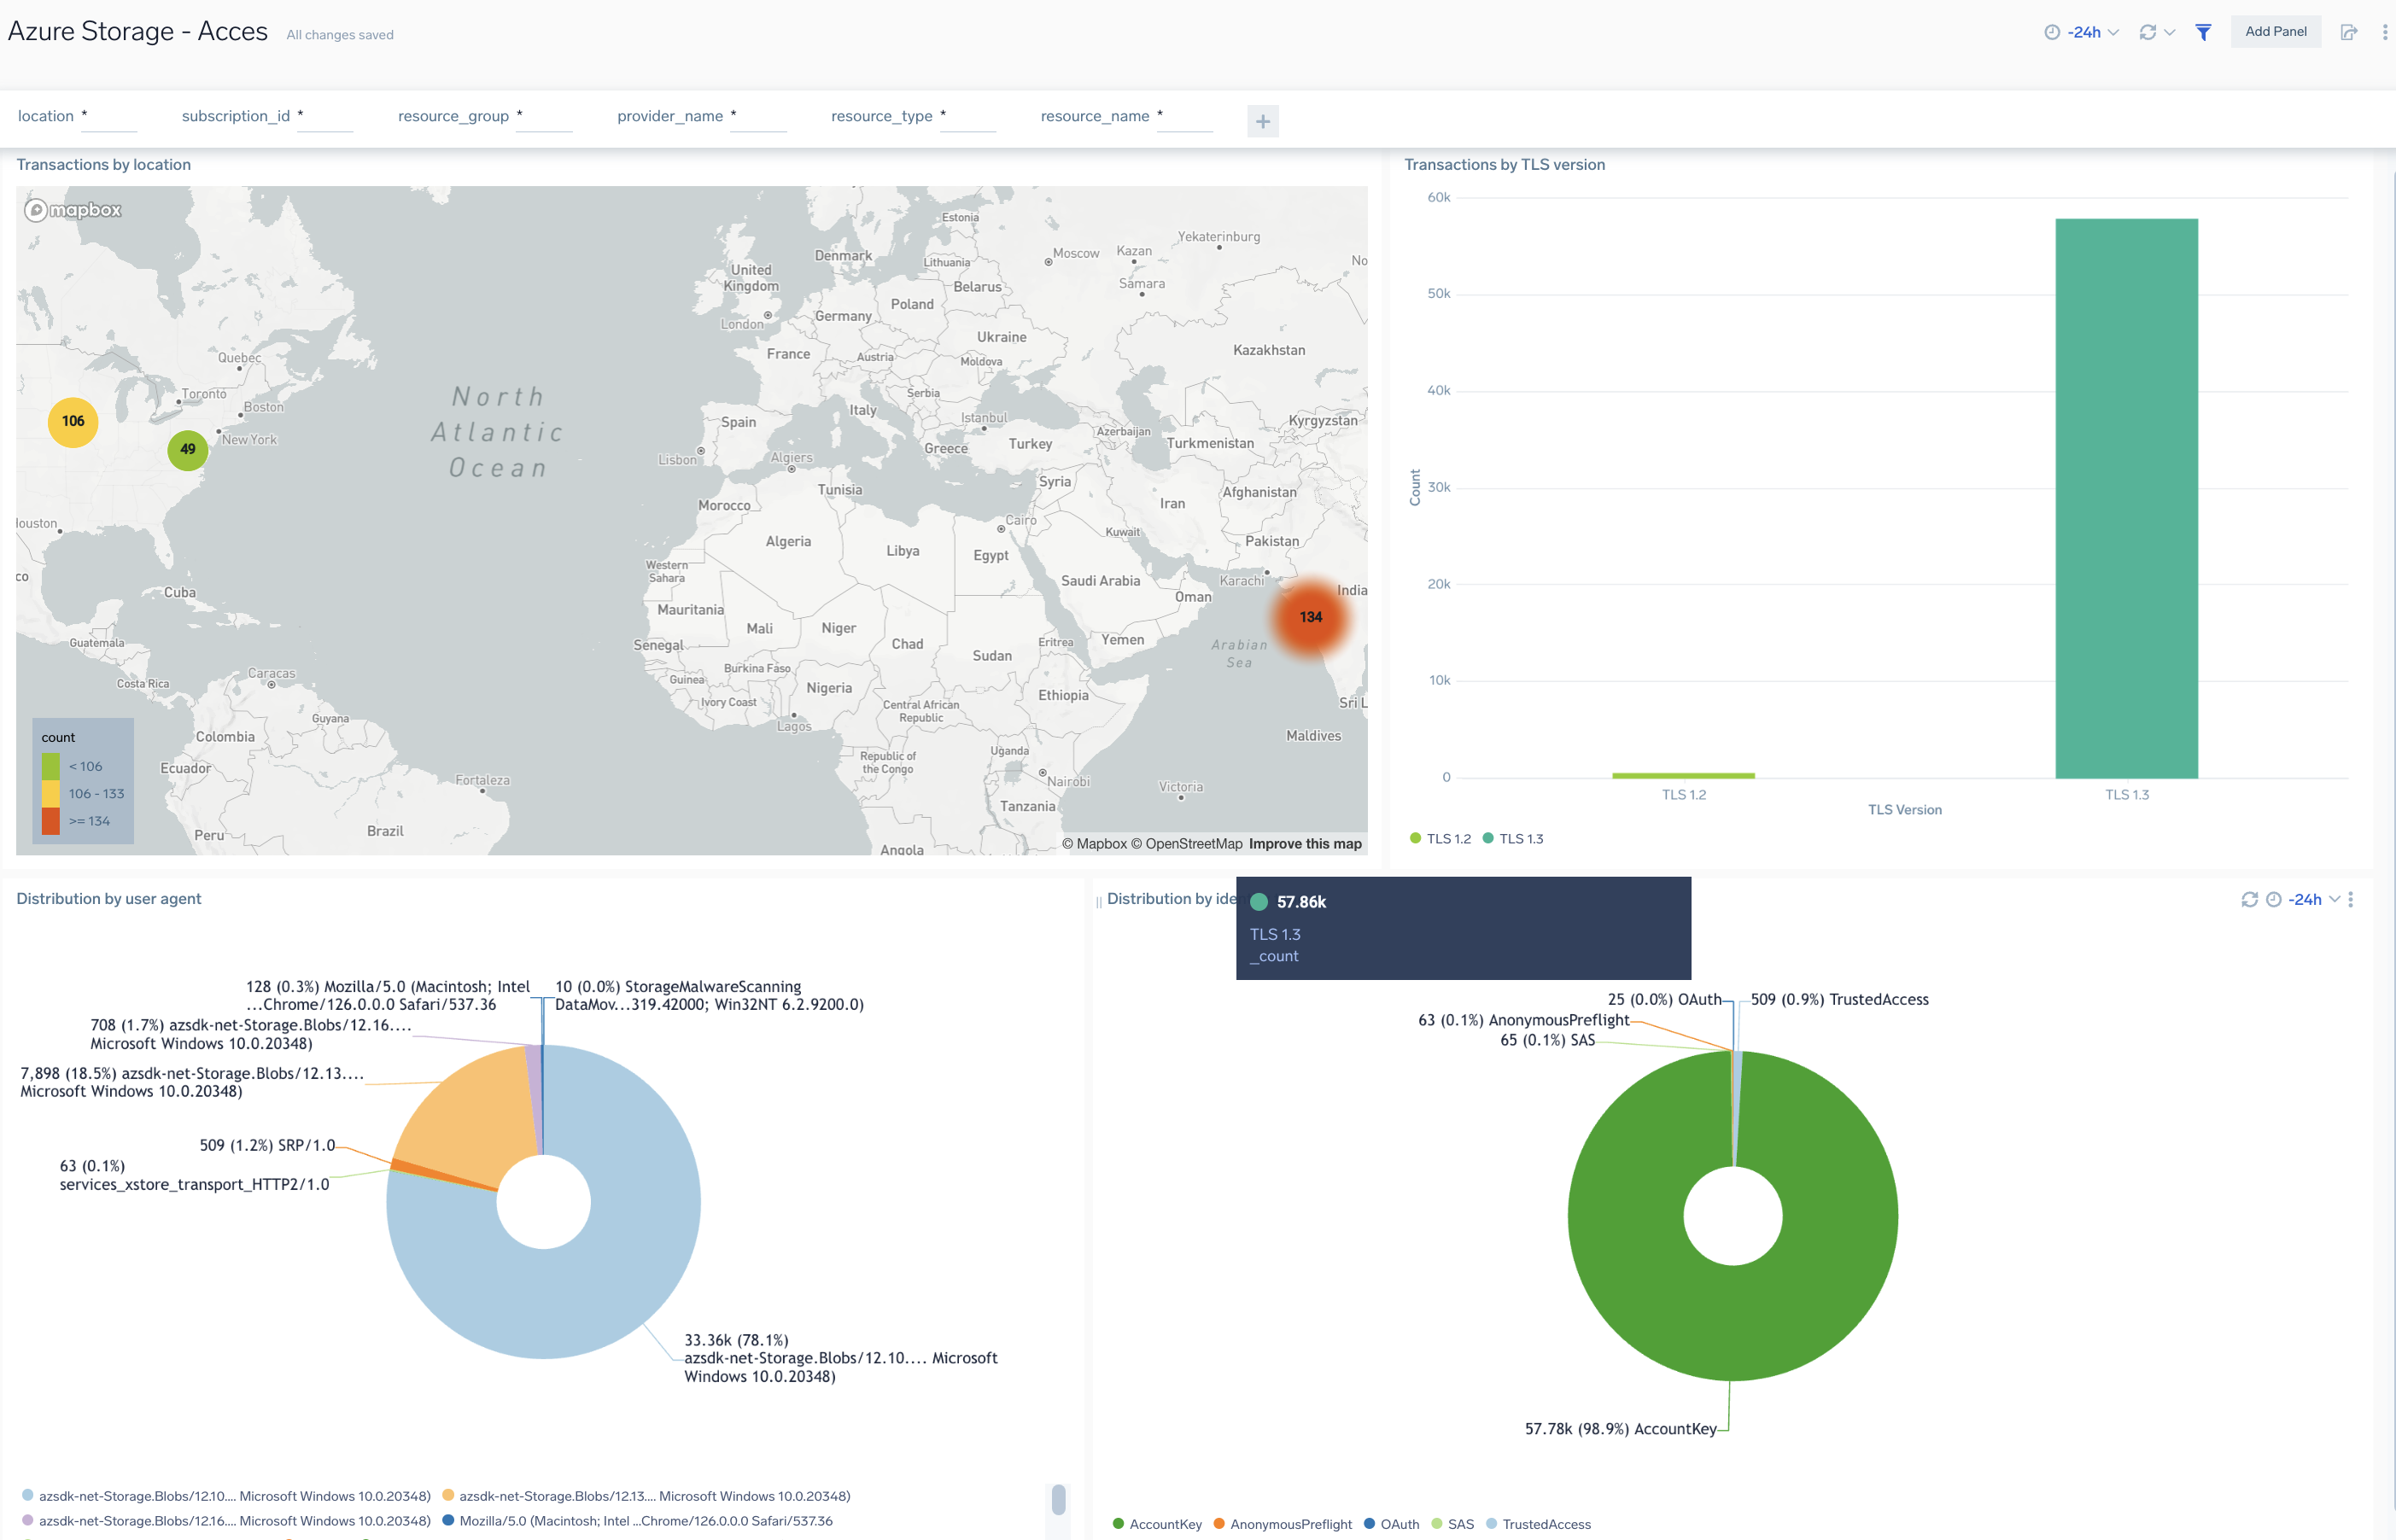 Azure Storage - Acces
All changes saved
-24h
Add Panel
location *
subscription_id *
resource_group *
provider_name *
resource_type *
resource_name *
+
Transactions by location
mapbox
Estonia
Yekaterinburg
Moscow
Kazan
No
Denmark
Lithuania
United
Kingdom
Samara
Belarus
Poland
Germany
London
Ukraine
France
Austria
Moldova
Kazakhstan
Quebec
Serbia
Toronto
Boston
Italy
Istanbul
North
Atlantic
Ocean
106
49
New York
Spain
Kyrgyzstan
Azerbaijan
Turkey
Turkmenistan
Greece
Lisbon
Algiers
Tunisia
Syria
Afghanistan
Morocco
Iran
Houston
Cairo
Kuwait
Algeria
Libya
Egypt
Pakistan
Western
Sahara
co
Saudi Arabia
Karachi
Cuba
Oman
India
Mauritania
134
Mali
Niger
Chad
Yemen
Eritrea
Guatemala
Senegal
Arabian
Sea
Sudan
Burkina Faso
Caracas
Costa Rica
Guinea
Nigeria
Ethiopia
Ivory Coast
Central African
Republic
Sri L
Guyana
Lagos
Colombia
Maldives
Uganda
Republic of
the Congo
Ecuador
Fortaleza
Nairobi
Victoria
Tanzania
Peru
Brazil
Angola
count
< 106
106 - 133
>= 134
© Mapbox © OpenStreetMap Improve this map
Transactions by TLS version
60k
50k
40k
30k
20k
10k
0
Count
TLS 1.2
TLS 1.3
TLS Version
TLS 1.2
TLS 1.3
Distribution by user agent
128 (0.3%) Mozilla/5.0 (Macintosh; Intel
...Chrome/126.0.0.0 Safari/537.36
10 (0.0%) StorageMalwareScanning
DataMov...319.42000; Win32NT 6.2.9200.0)
708 (1.7%) azsdk-net-Storage.Blobs/12.16....
Microsoft Windows 10.0.20348)
7,898 (18.5%) azsdk-net-Storage.Blobs/12.13....
Microsoft Windows 10.0.20348)
509 (1.2%) SRP/1.0
63 (0.1%)
services_xstore_transport_HTTP2/1.0
33.36k (78.1%)
azsdk-net-Storage.Blobs/12.10.... Microsoft
Windows 10.0.20348)
azsdk-net-Storage.Blobs/12.10.... Microsoft Windows 10.0.20348)
azsdk-net-Storage.Blobs/12.13.... Microsoft Windows 10.0.20348)
azsdk-net-Storage.Blobs/12.16.... Microsoft Windows 10.0.20348)
Mozilla/5.0 (Macintosh; Intel ...Chrome/126.0.0.0 Safari/537.36
Distribution by ide
57.86k
TLS 1.3
_count
-24h
25 (0.0%) OAuth
509 (0.9%) TrustedAccess
63 (0.1%) AnonymousPreflight
65 (0.1%) SAS
57.78k (98.9%) AccountKey
AccountKey
AnonymousPreflight
OAuth
SAS
TrustedAccess